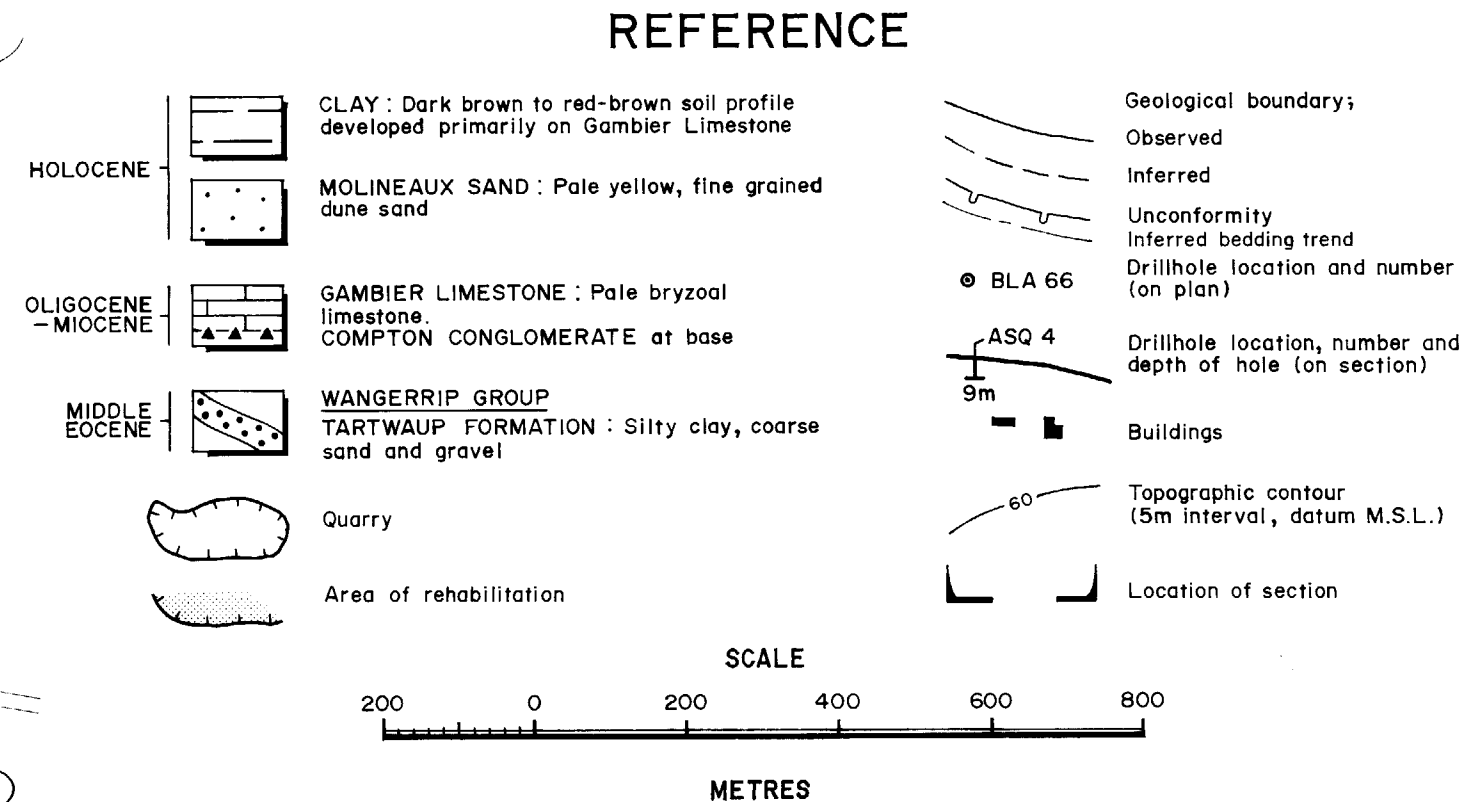 REFERENCE
HOLOCENE
CLAY : Dark brown to red-brown soil profile
developed primarily on Gambier Limestone
MOLINEAUX SAND : Pale yellow, fine grained
dune sand
OLIGOCENE
– MIOCENE
GAMBIER LIMESTONE : Pale bryzoal
limestone.
COMPTON CONGLOMERATE at base
MIDDLE
EOCENE
WANGERRIP GROUP
TARTWAUP FORMATION : Silty clay, coarse
sand and gravel
Quarry
Area of rehabilitation
Geological boundary;
Observed
Inferred
Unconformity
Inferred bedding trend
BLA 66
Drillhole location and number
(on plan)
ASQ 4
9m
Drillhole location, number and
depth of hole (on section)
Buildings
60
Topographic contour
(5m interval, datum M.S.L.)
Location of section
SCALE
200 0 200 400 600 800
METRES